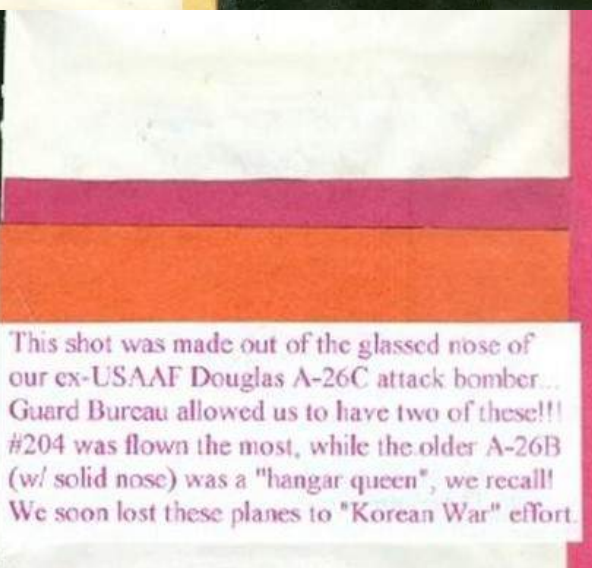 This shot was made out of the glassed nose of
our ex-USAAF Douglas A-26C attack bomber...
Guard Bureau allowed us to have two of these!!!
#204 was flown the most, while the older A-26B
(w/ solid nose) was a "hangar queen", we recall!
We soon lost these planes to "Korean War" effort.